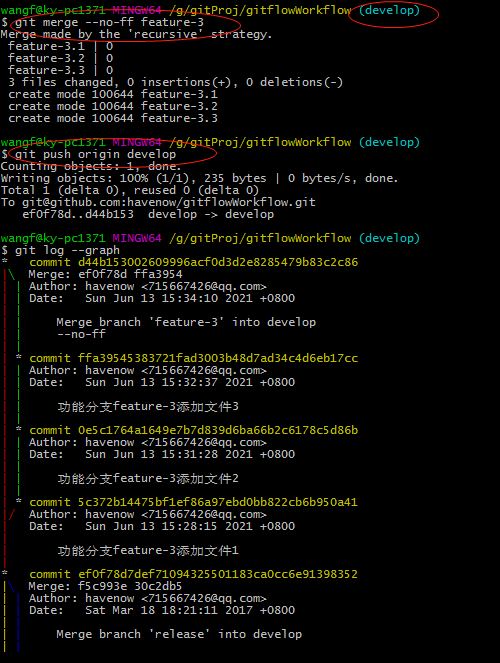 wangf@ky-pc1371 MINGW64 /g/gitProj/gitflowWorkflow (develop)
$ git merge --no-ff feature-3
Merge made by the 'recursive' strategy.
 feature-3.1 | 0
 feature-3.2 | 0
 feature-3.3 | 0
 3 files changed, 0 insertions(+), 0 deletions(-)
 create mode 100644 feature-3.1
 create mode 100644 feature-3.2
 create mode 100644 feature-3.3
wangf@ky-pc1371 MINGW64 /g/gitProj/gitflowWorkflow (develop)
$ git push origin develop
Counting objects: 1, done.
Writing objects: 100% (1/1), 235 bytes | 0 bytes/s, done.
Total 1 (delta 0), reused 0 (delta 0)
To git@github.com:havenow/gitflowWorkflow.git
   ef0f78d..d44b153  develop -> develop
wangf@ky-pc1371 MINGW64 /g/gitProj/gitflowWorkflow (develop)
$ git log --graph
*   commit d44b153002609996acf0d3d2e8285479b83c2c86
|\  Merge: ef0f78d ffa3954
| | Author: havenow <715667426@qq.com>
| | Date:   Sun Jun 13 15:34:10 2021 +0800
| |
| |     Merge branch 'feature-3' into develop
| |     --no-ff
| |
| * commit ffa39545383721fad3003b48d7ad34c4d6eb17cc
| | Author: havenow <715667426@qq.com>
| | Date:   Sun Jun 13 15:32:37 2021 +0800
| |
| |     功能分支feature-3添加文件3
| |
| * commit 0e5c1764a1649e7b7d839d6ba66b2c6178c5d86b
| | Author: havenow <715667426@qq.com>
| | Date:   Sun Jun 13 15:31:28 2021 +0800
| |
| |     功能分支feature-3添加文件2
| |
| * commit 5c372b14475bf1ef86a97ebd0bb822cb6b950a41
|/  Author: havenow <715667426@qq.com>
|   Date:   Sun Jun 13 15:28:15 2021 +0800
|
|       功能分支feature-3添加文件1
|
*   commit ef0f78d7def71094325501183ca0cc6e91398352
|\  Merge: f5c993e 30c2db5
| | Author: havenow <715667426@qq.com>
| | Date:   Sat Mar 18 18:21:11 2017 +0800
| |
| |     Merge branch 'release' into develop
| |